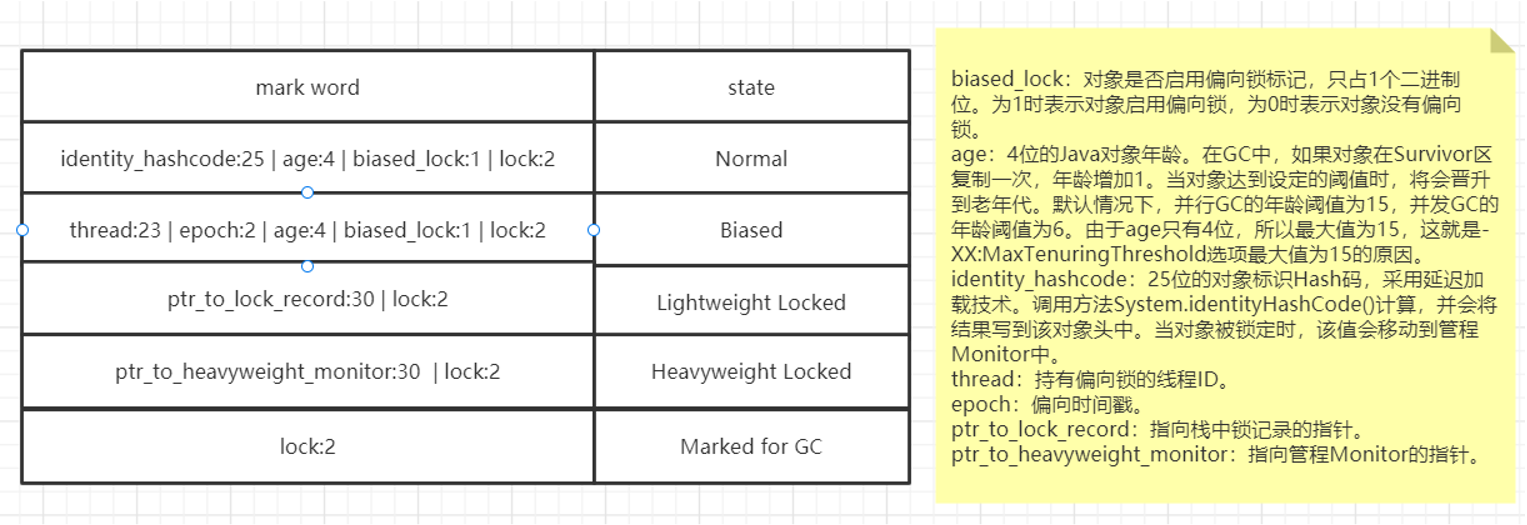 mark word
state
identity_hashcode:25 | age:4 | biased_lock:1 | lock:2
Normal
thread:23 | epoch:2 | age:4 | biased_lock:1 | lock:2
Biased
ptr_to_lock_record:30 | lock:2
Lightweight Locked
ptr_to_heavyweight_monitor:30 | lock:2
Heavyweight Locked
lock:2
Marked for GC
biased_lock：对象是否启用偏向锁标记，只占1个二进制
位。为1时表示对象启用偏向锁，为0时表示对象没有偏向
锁。
age：4位的Java对象年龄。在GC中，如果对象在Survivor区
复制一次，年龄增加1。当对象达到设定的阈值时，将会晋升
到老年代。默认情况下，并行GC的年龄阈值为15，并发GC的
年龄阈值为6。由于age只有4位，所以最大值为15，这就是-
XX:MaxTenuringThreshold选项最大值为15的原因。
identity_hashcode：25位的对象标识Hash码，采用延迟加
载技术。调用方法System.identityHashCode()计算，并会将
结果写到该对象头中。当对象被锁定时，该值会移动到管程
Monitor中。
thread：持有偏向锁的线程ID。
epoch：偏向时间戳。
ptr_to_lock_record：指向栈中锁记录的指针。
ptr_to_heavyweight_monitor：指向管程Monitor的指针。